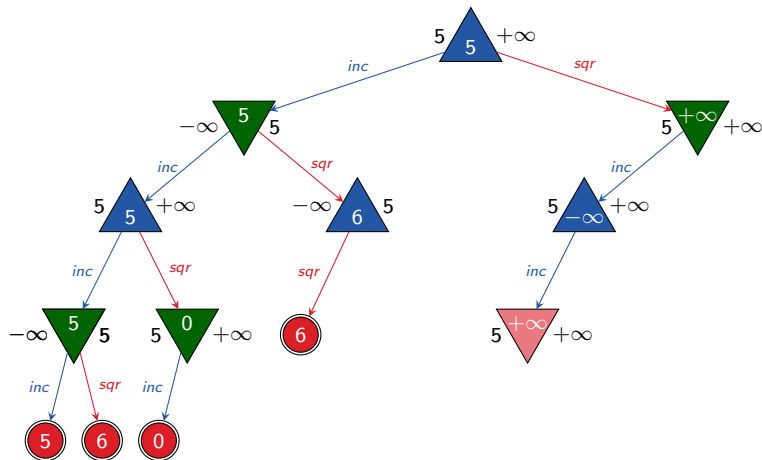 5 5 +∞
inc sqr
−∞ 5 5 5 +∞ +∞
inc sqr inc
5 5 +∞ −∞ 6 5 5 −∞ +∞
inc sqr sqr inc
−∞ 5 5 5 0 +∞ 6 5 +∞ +∞
inc sqr inc
5 6 0